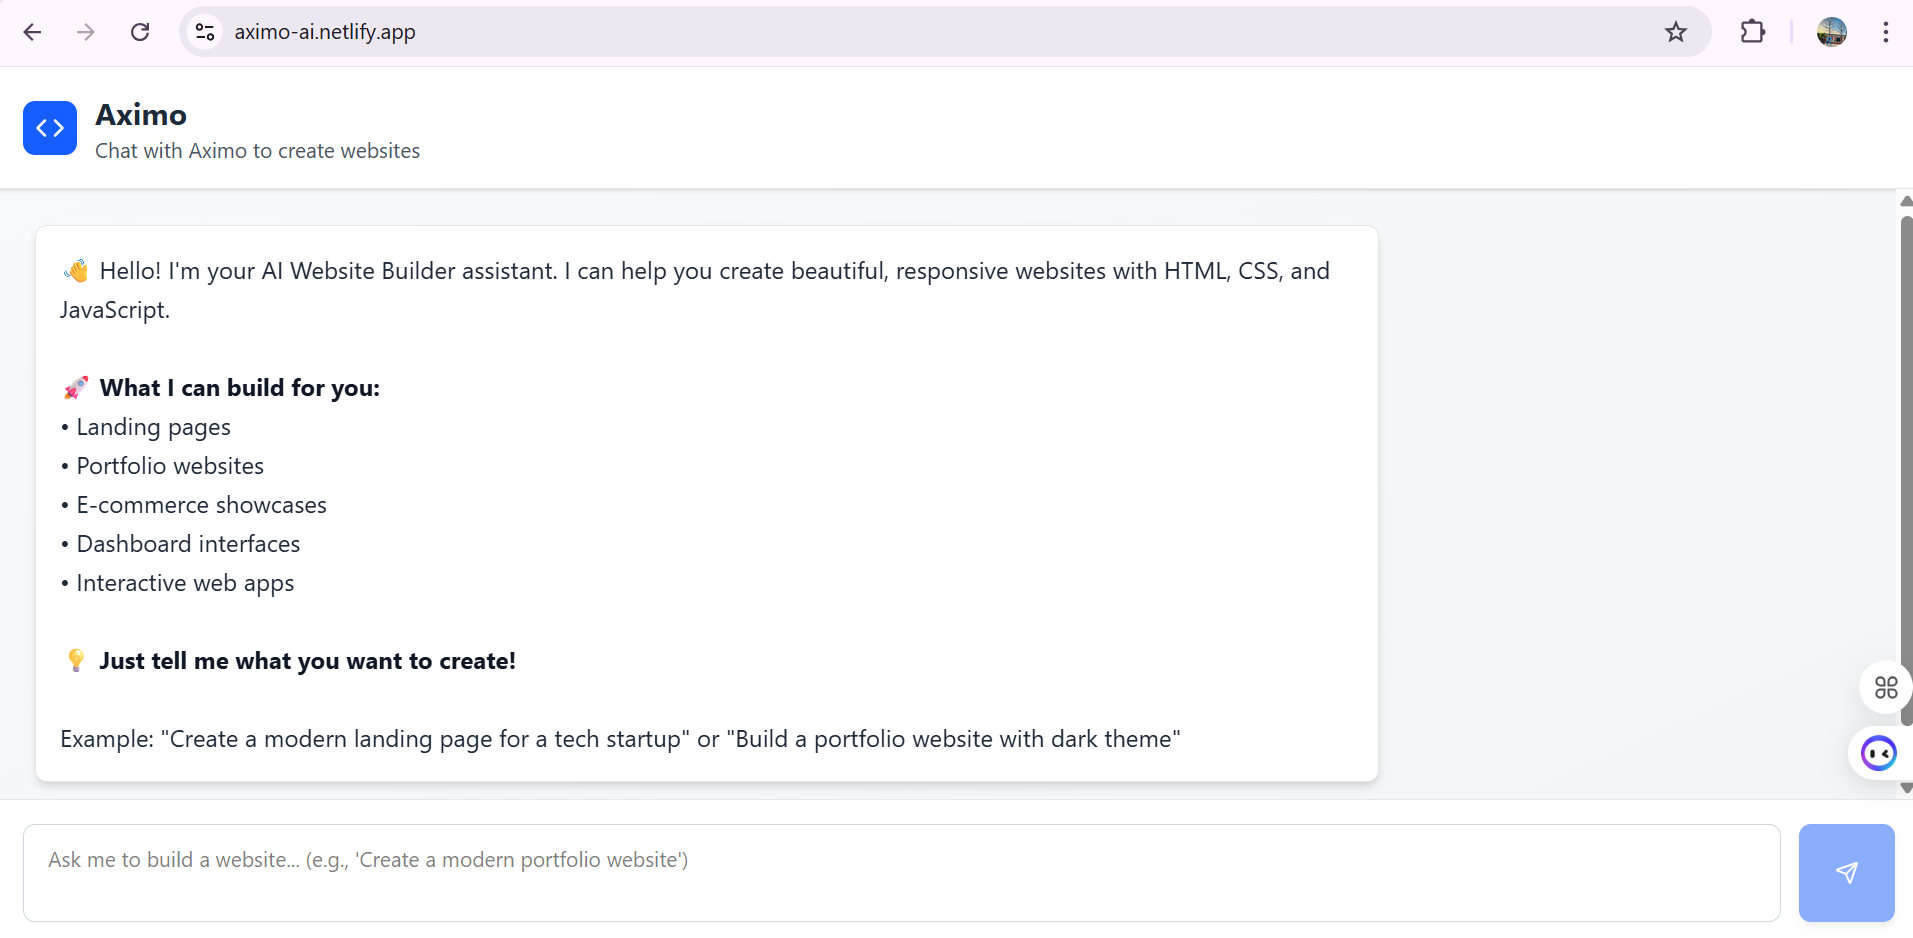 aximo-ai.netlify.app
Aximo
Chat with Aximo to create websites
👋 Hello! I'm your AI Website Builder assistant. I can help you create beautiful, responsive websites with HTML, CSS, and
JavaScript.
🚀 What I can build for you:
• Landing pages
• Portfolio websites
• E-commerce showcases
• Dashboard interfaces
• Interactive web apps
💡 Just tell me what you want to create!
Example: "Create a modern landing page for a tech startup" or "Build a portfolio website with dark theme"
Ask me to build a website... (e.g., 'Create a modern portfolio website')